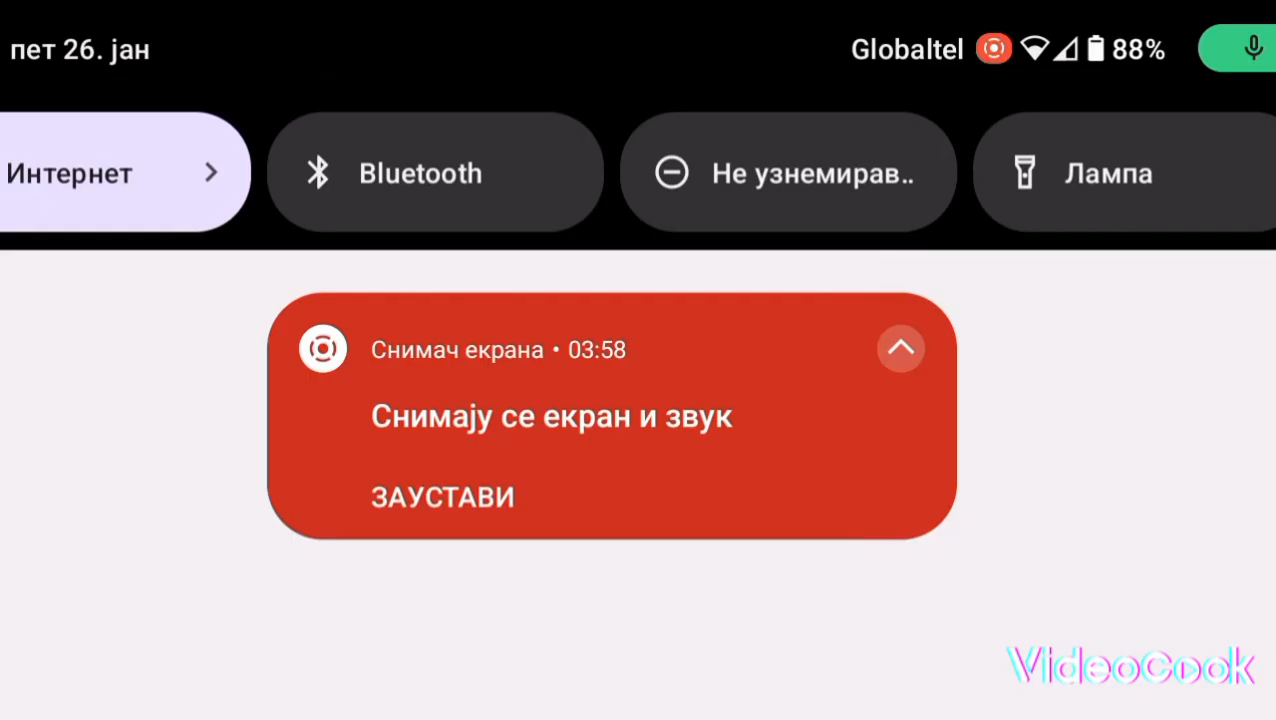 пет 26. јан
Globaltel 88%
Интернет
Bluetooth
Не узнемирав..
Лампа
Снимач екрана • 03:58
Снимају се екран и звук
ЗАУСТАВИ
VideoCook